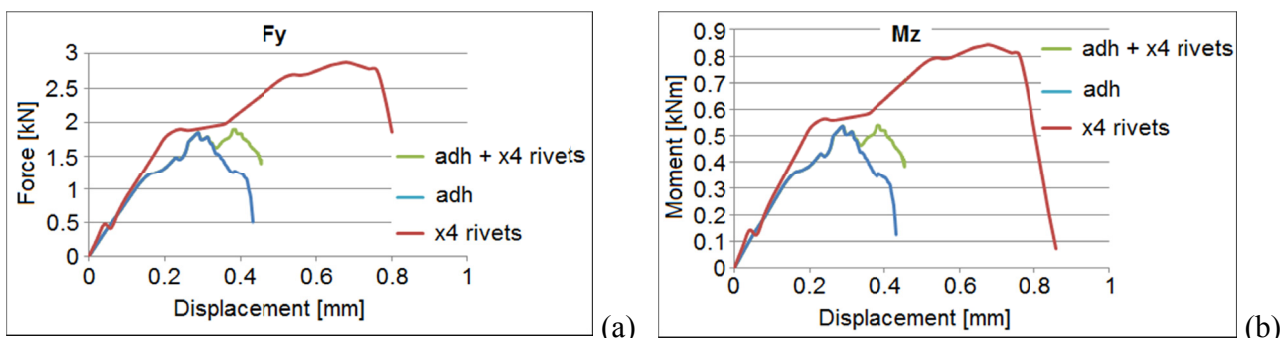 Fy
3
2.5
2
1.5
1
0.5
0
Force [kN]
0 0.2 0.4 0.6 0.8 1
Displacement [mm]
adh + x4 rivets
adh
x4 rivets
(a)
Mz
0.9
0.8
0.7
0.6
0.5
0.4
0.3
0.2
0.1
0
Moment [kNm]
0 0.2 0.4 0.6 0.8 1
Displacement [mm]
adh + x4 rivets
adh
x4 rivets
(b)